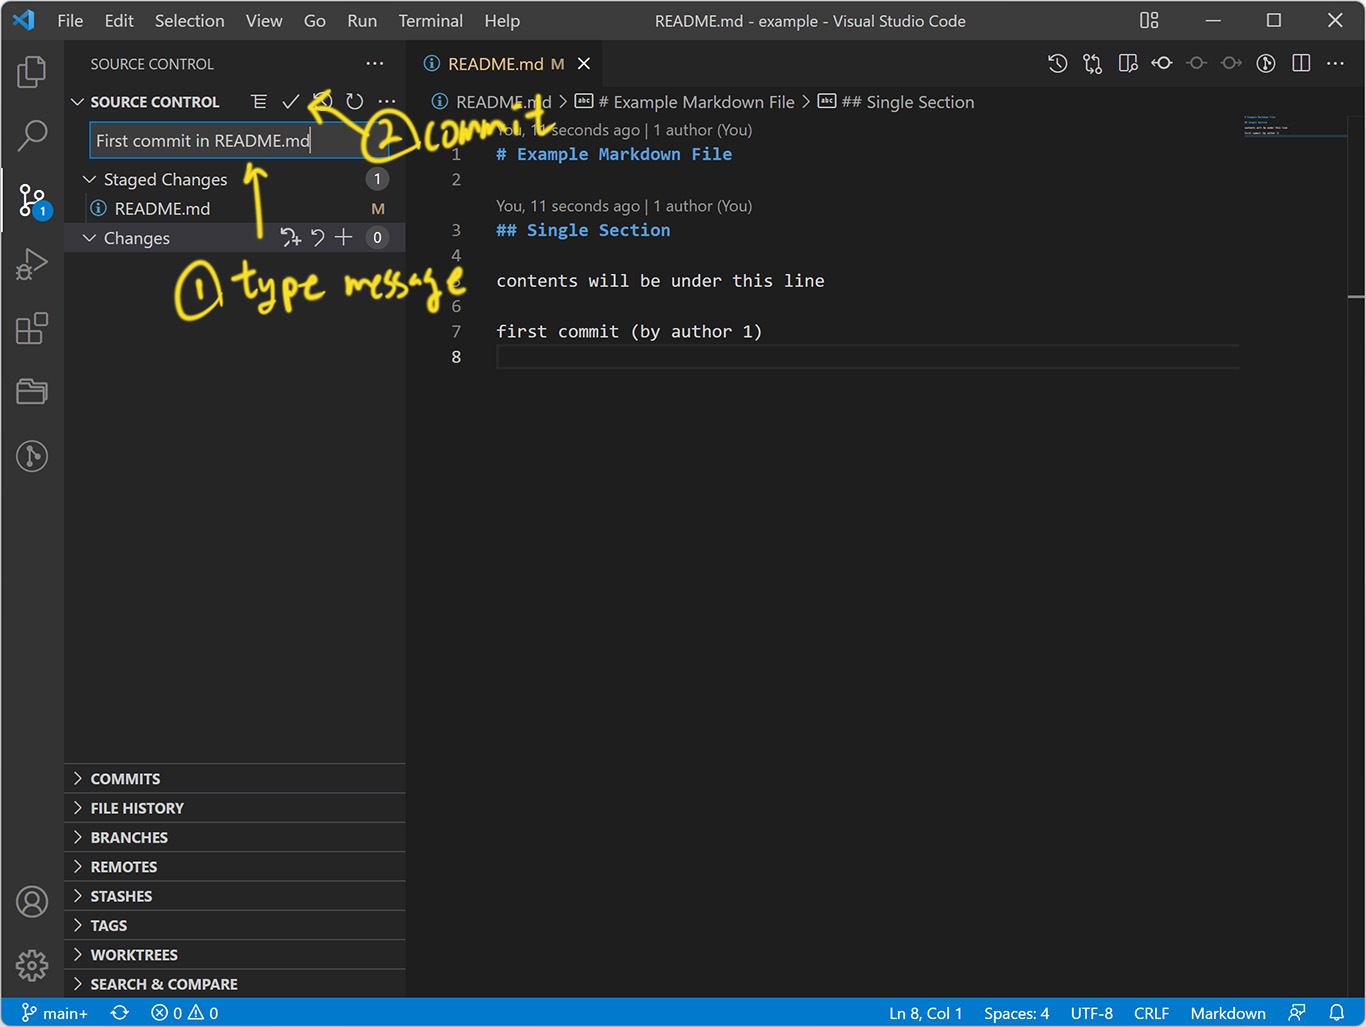 File Edit Selection View Go Run Terminal Help README.md - example - Visual Studio Code
SOURCE CONTROL
README.md M
SOURCE CONTROL
README.md > # Example Markdown File > ## Single Section
② commit
First commit in README.md
Staged Changes 1
README.md M
Changes 0
① type message
You, 11 seconds ago | 1 author (You)
1 # Example Markdown File
2
You, 11 seconds ago | 1 author (You)
3 ## Single Section
4
5 contents will be under this line
6
7 first commit (by author 1)
8
1
COMMITS
FILE HISTORY
BRANCHES
REMOTES
STASHES
TAGS
WORKTREES
SEARCH & COMPARE
main+ 0 0 Ln 8, Col 1 Spaces: 4 UTF-8 CRLF Markdown